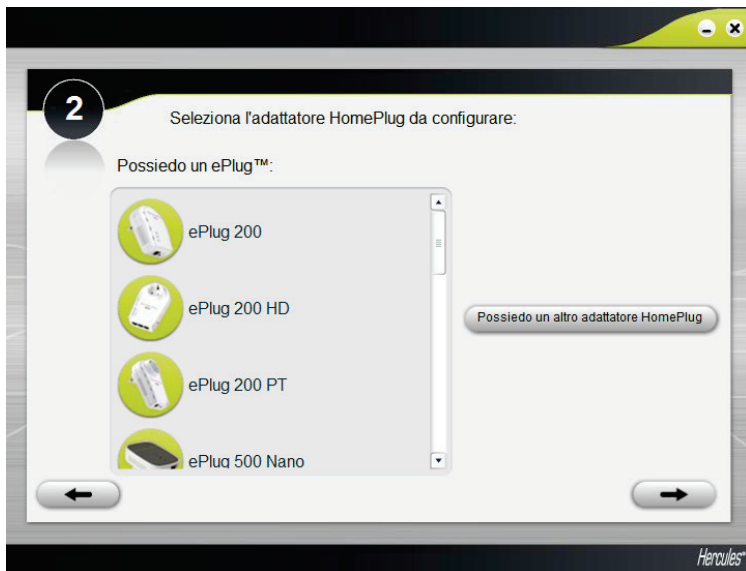 2
Seleziona l'adattatore HomePlug da configurare:
Possiedo un ePlug™:
ePlug 200
ePlug 200 HD
ePlug 200 PT
ePlug 500 Nano
Possiedo un altro adattatore HomePlug
Hercules™